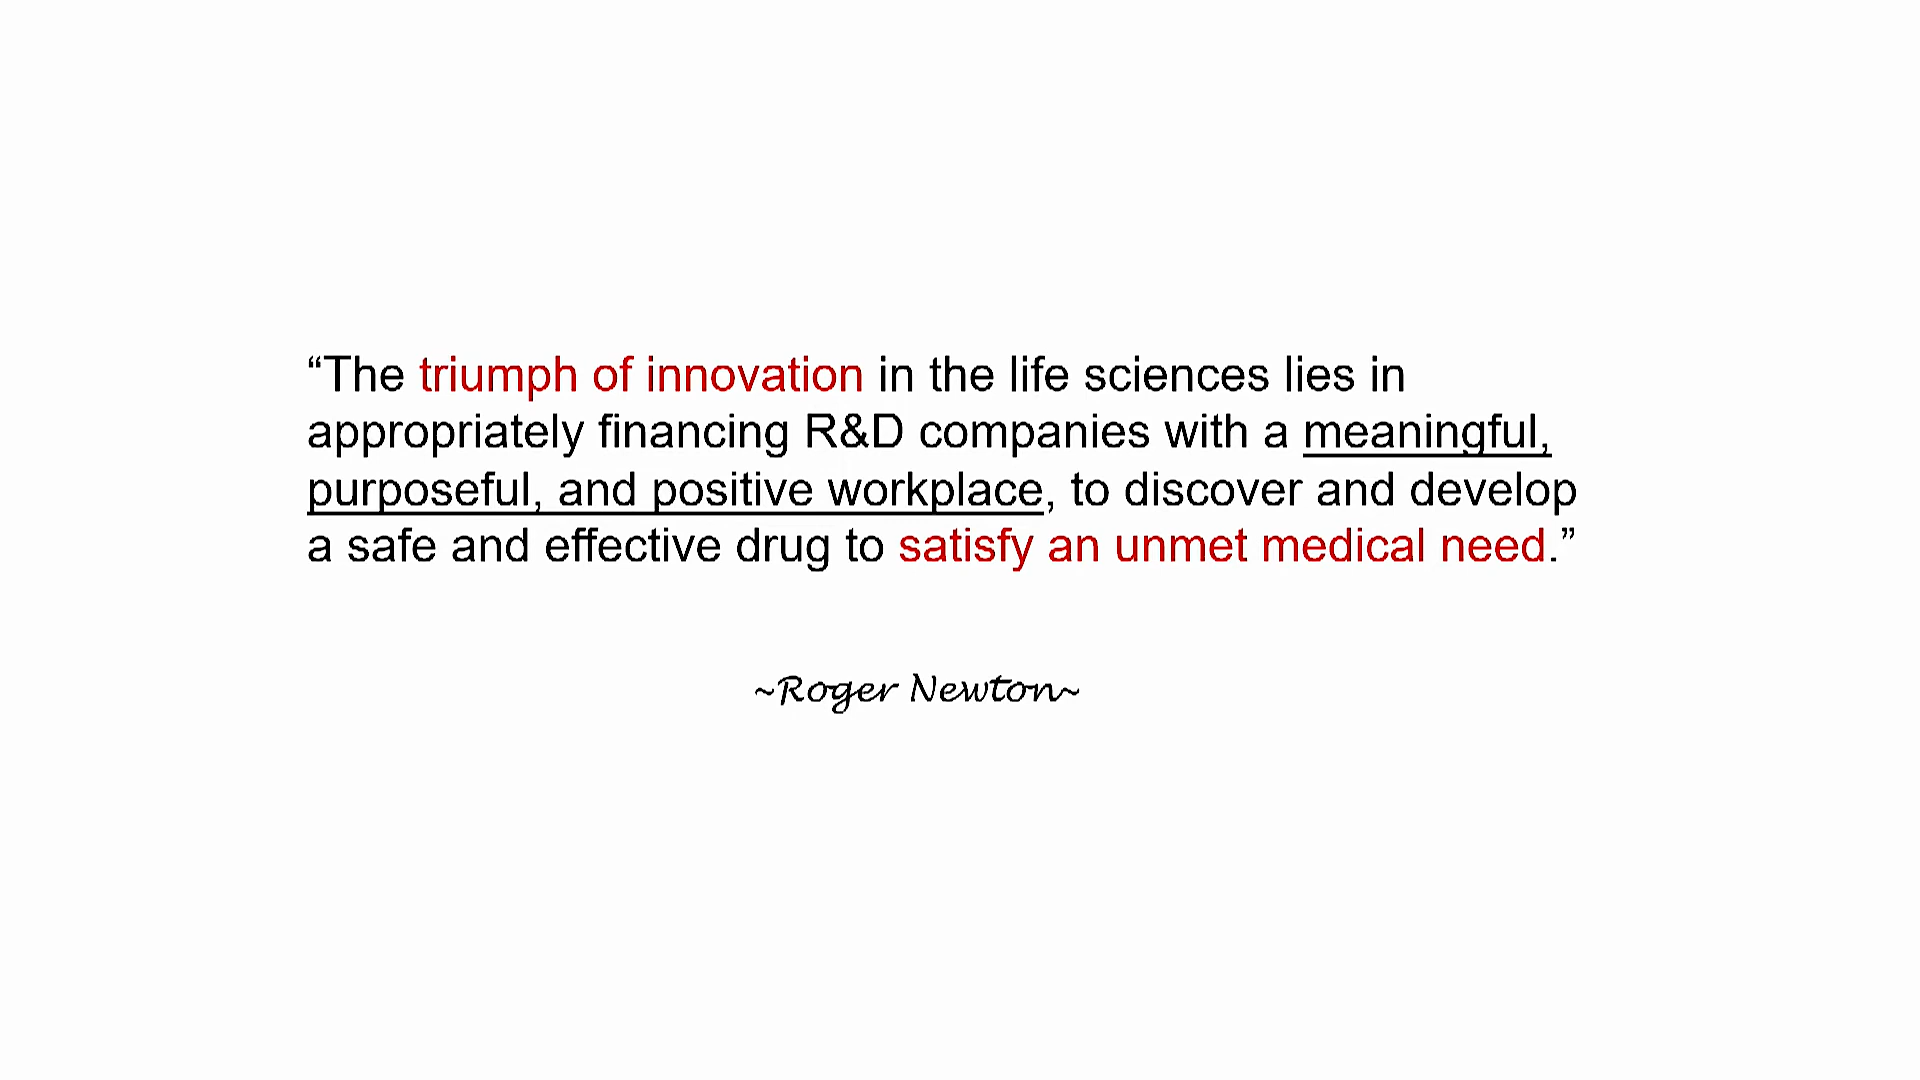 “The triumph of innovation in the life sciences lies in
appropriately financing R&D companies with a meaningful,
purposeful, and positive workplace, to discover and develop
a safe and effective drug to satisfy an unmet medical need.”
~Roger Newton~